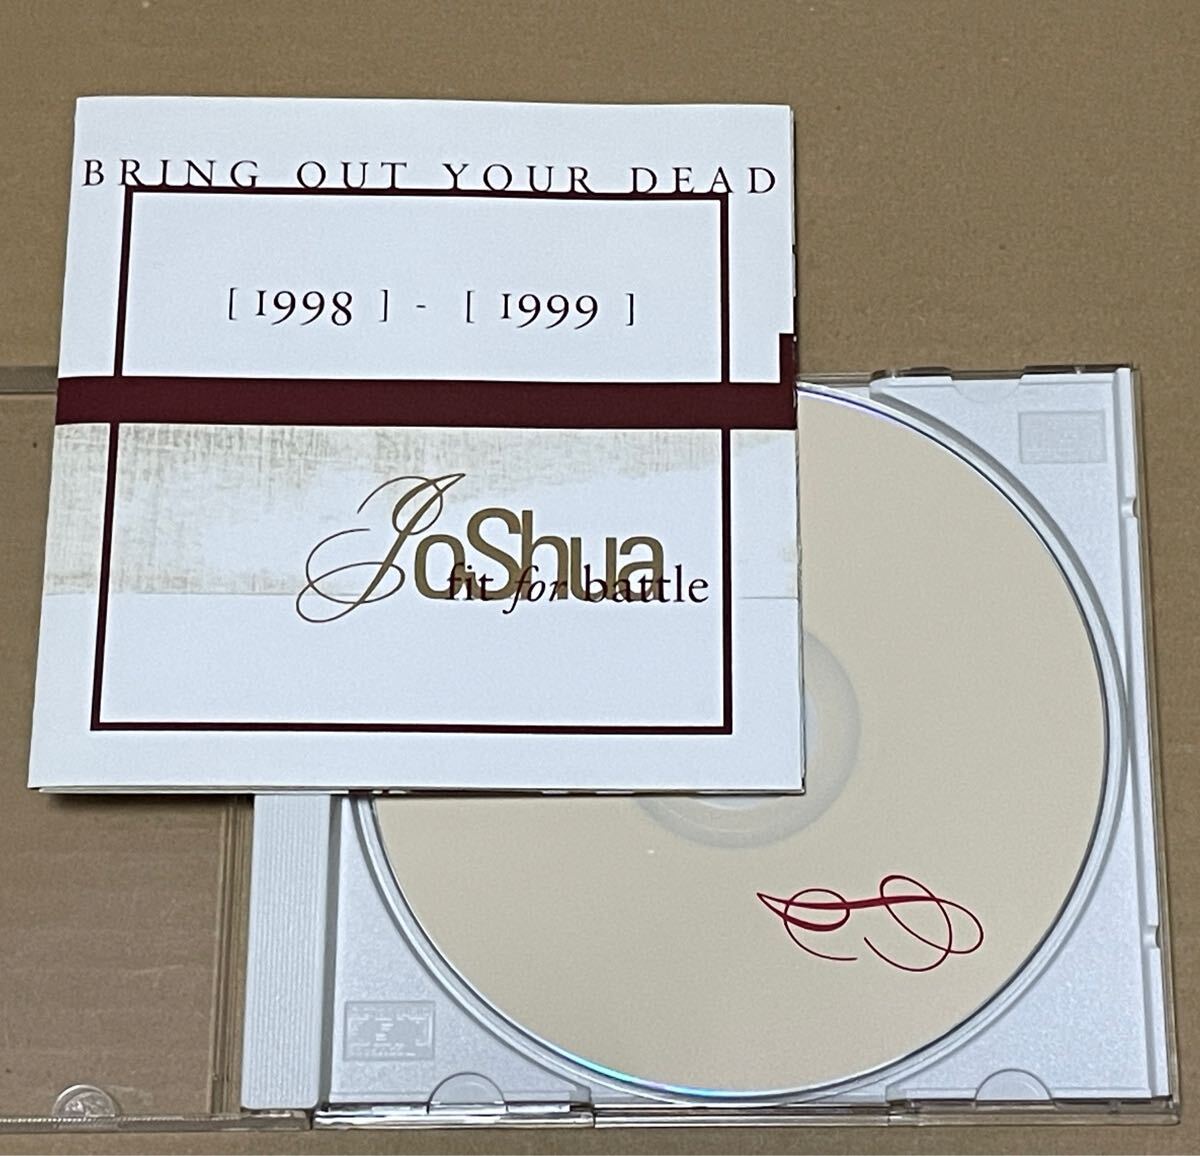 BRING OUT YOUR DEAD
[ 1998 ] - [ 1999 ]
JoShua
fit for battle